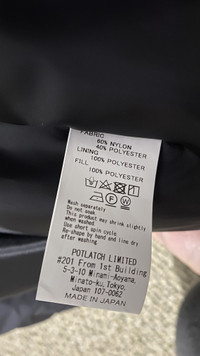 FABRIC
60% NYLON
40% POLYESTER
LINING
100% POLYESTER
FILL
100% POLYESTER
P W
Wash separately
Do not soak
This product may shrink slightly
when washed
Use short spin cycle
Re-shape by hand and line dry
after washing
POTLATCH LIMITED
#201 From 1st Building
5-3-10 Minami-Aoyama,
Minato-ku, Tokyo,
Japan 107-0062
MADE IN JAPAN